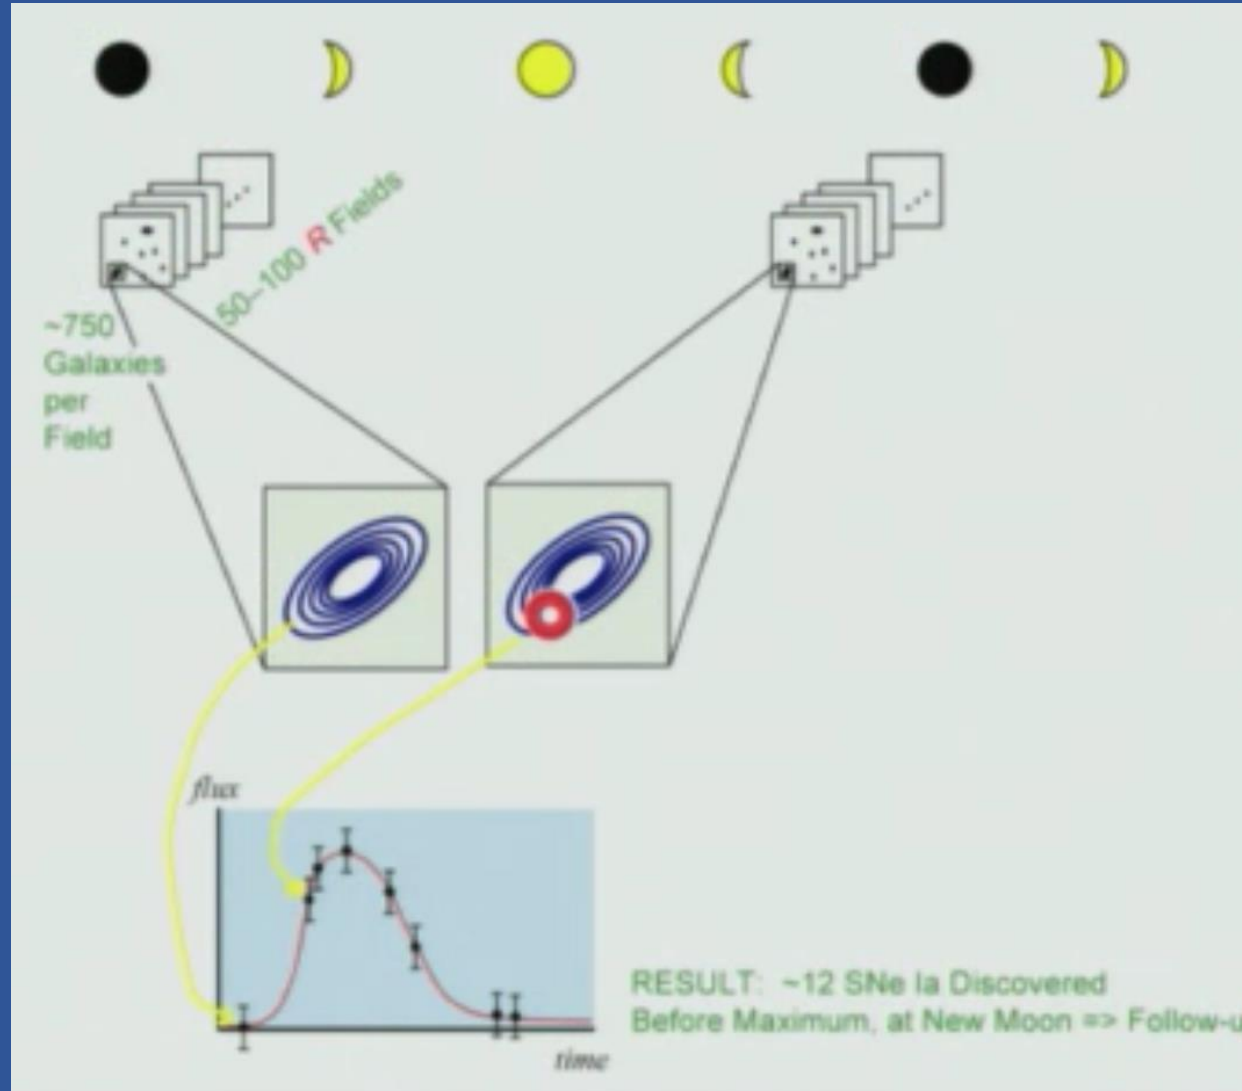 50–100 R Fields
~750
Galaxies
per
Field
flux
time
RESULT: ~12 SNe Ia Discovered
Before Maximum, at New Moon => Follow-u